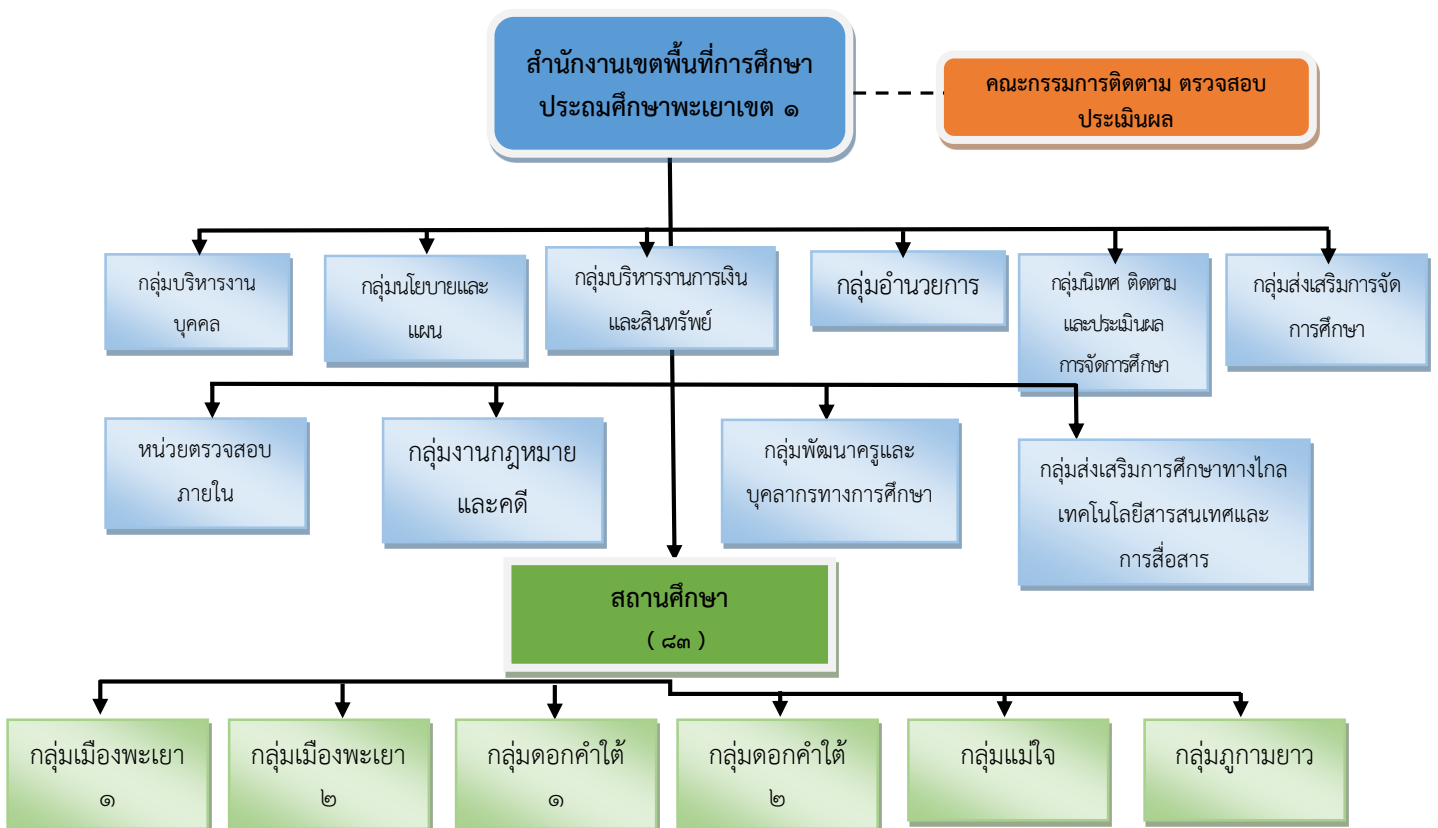 สำนักงานเขตพื้นที่การศึกษา
ประถมศึกษาพะเยาเขต ๑
คณะกรรมการติดตาม ตรวจสอบ
ประเมินผล
กลุ่มบริหารงาน
บุคคล
กลุ่มนโยบายและ
แผน
กลุ่มบริหารงานการเงิน
และสินทรัพย์
กลุ่มอำนวยการ
กลุ่มนิเทศ ติดตาม
และประเมินผล
การจัดการศึกษา
กลุ่มส่งเสริมการจัด
การศึกษา
หน่วยตรวจสอบ
ภายใน
กลุ่มงานกฎหมาย
และคดี
กลุ่มพัฒนาครูและ
บุคลากรทางการศึกษา
กลุ่มส่งเสริมการศึกษาทางไกล
เทคโนโลยีสารสนเทศและ
การสื่อสาร
สถานศึกษา
( ๘๓ )
กลุ่มเมืองพะเยา
๑
กลุ่มเมืองพะเยา
๒
กลุ่มดอกคำใต้
๑
กลุ่มดอกคำใต้
๒
กลุ่มแม่ใจ
กลุ่มภูกามยาว